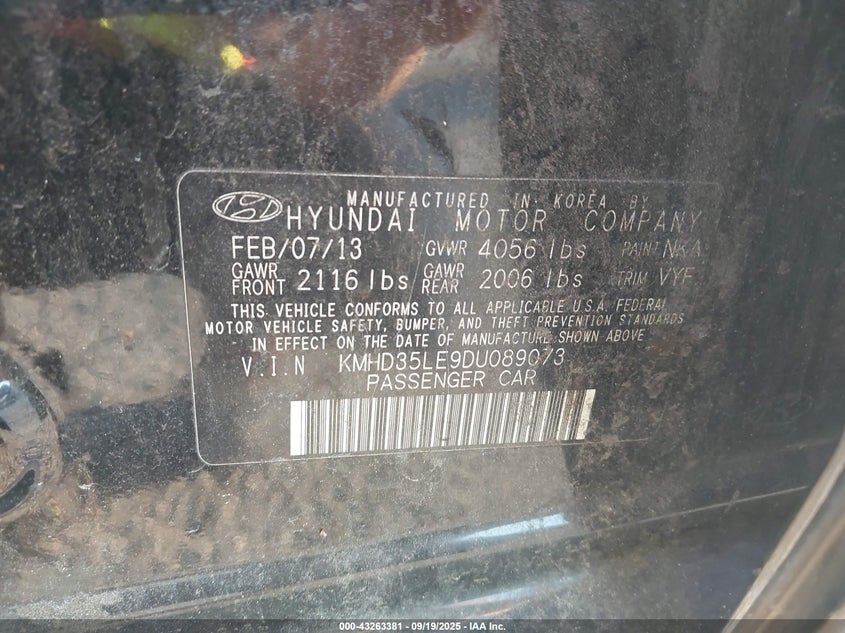 MANUFACTURED IN KOREA BY
HYUNDAI MOTOR COMPANY
FEB/07/13 GVWR 4056 lbs PAINT NKA
GAWR FRONT 2116 lbs GAWR REAR 2006 lbs TRIM VYF
THIS VEHICLE CONFORMS TO ALL APPLICABLE U.S.A. FEDERAL
MOTOR VEHICLE SAFETY, BUMPER, AND THEFT PREVENTION STANDARDS
IN EFFECT ON THE DATE OF MANUFACTURE SHOWN ABOVE
V.I.N KMHD35LE9DU089073
PASSENGER CAR
000-43263381 - 09/19/2025 - IAA Inc.